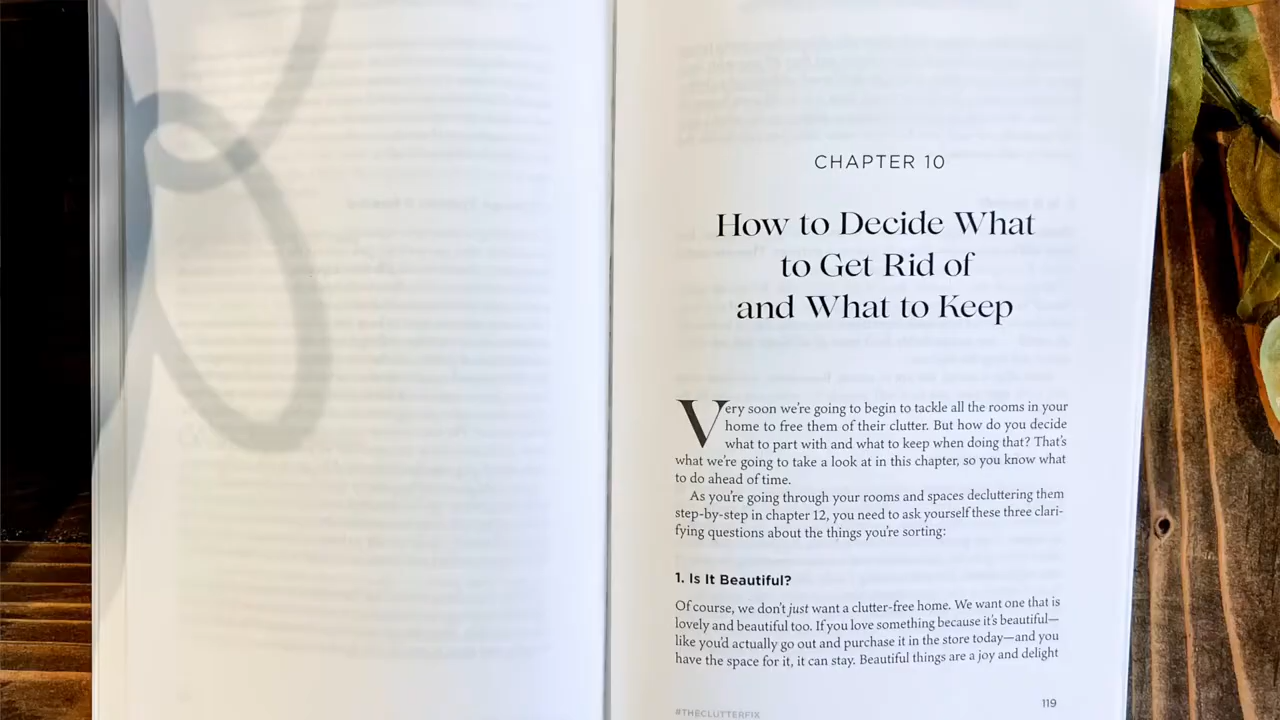 CHAPTER 10
How to Decide What
to Get Rid of
and What to Keep
Very soon we're going to begin to tackle all the rooms in your
home to free them of their clutter. But how do you decide
what to part with and what to keep when doing that? That's
what we're going to take a look at in this chapter, so you know what
to do ahead of time.
As you're going through your rooms and spaces decluttering them
step-by-step in chapter 12, you need to ask yourself these three clari-
fying questions about the things you're sorting:
1. Is It Beautiful?
Of course, we don't just want a clutter-free home. We want one that is
lovely and beautiful too. If you love something because it's beautiful—
like you'd actually go out and purchase it in the store today—and you
have the space for it, it can stay. Beautiful things are a joy and delight
119
#THECLUTTERFIX